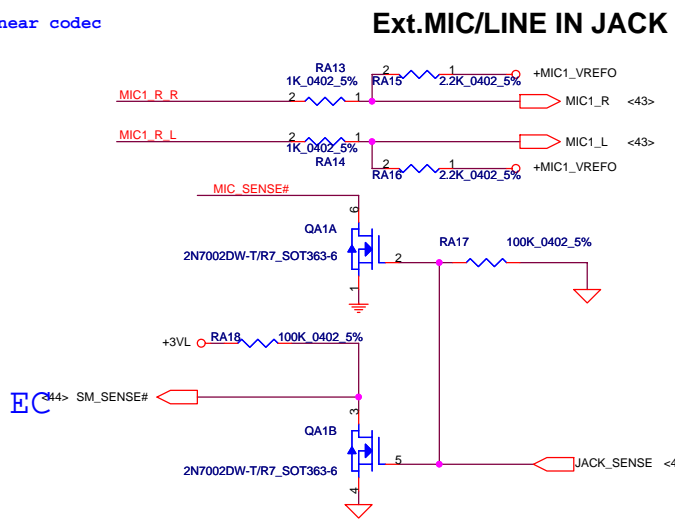 near codec
Ext.MIC/LINE IN JACK
RA13
1K_0402_5%
2 1
RA15
2 1
2.2K_0402_5%
+MIC1_VREFO
MIC1_R_R
MIC1_R <43>
MIC1_R_L
2 1
1K_0402_5%
RA14
MIC1_L <43>
RA16
2 1
2.2K_0402_5%
+MIC1_VREFO
MIC_SENSE#
6
QA1A
2N7002DW-T/R7_SOT363-6
2
1
RA17
100K_0402_5%
+3VL
RA18
100K_0402_5%
EC
SM_SENSE#
3
QA1B
2N7002DW-T/R7_SOT363-6
5
4
JACK_SENSE